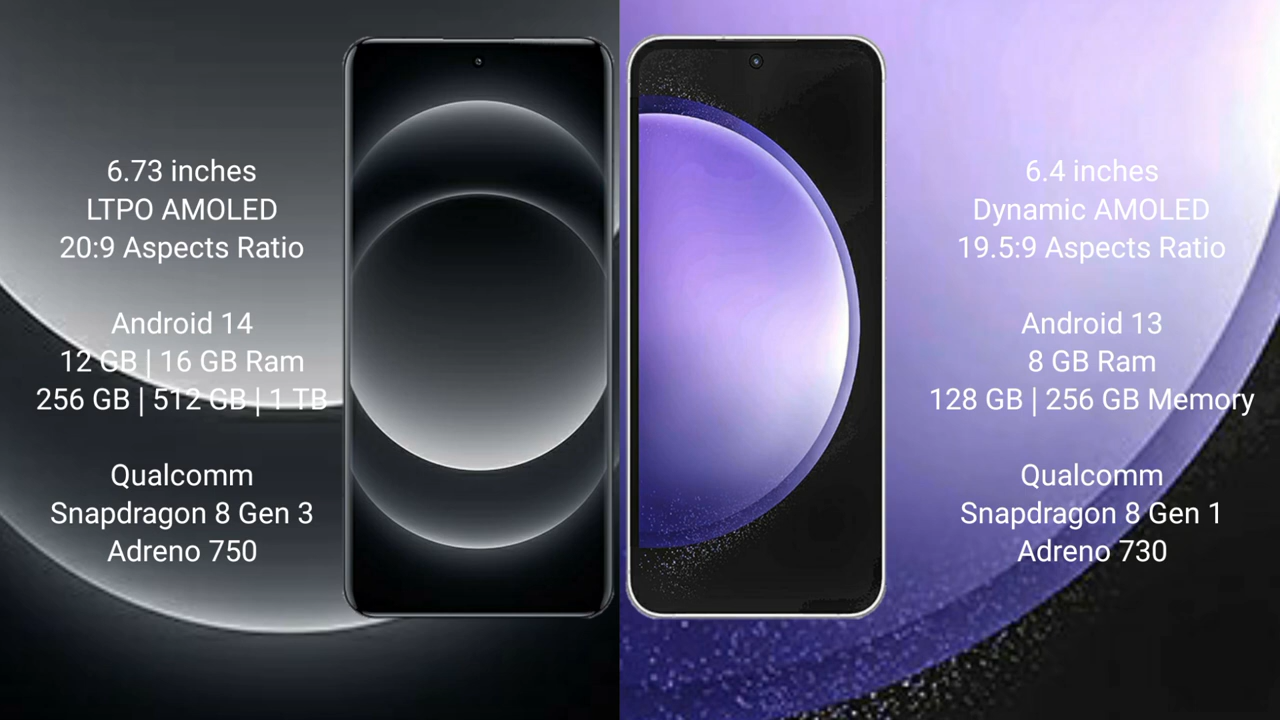 6.73 inches
LTPO AMOLED
20:9 Aspects Ratio
Android 14
12 GB | 16 GB Ram
256 GB | 512 GB | 1 TB
Qualcomm
Snapdragon 8 Gen 3
Adreno 750
6.4 inches
Dynamic AMOLED
19.5:9 Aspects Ratio
Android 13
8 GB Ram
128 GB | 256 GB Memory
Qualcomm
Snapdragon 8 Gen 1
Adreno 730